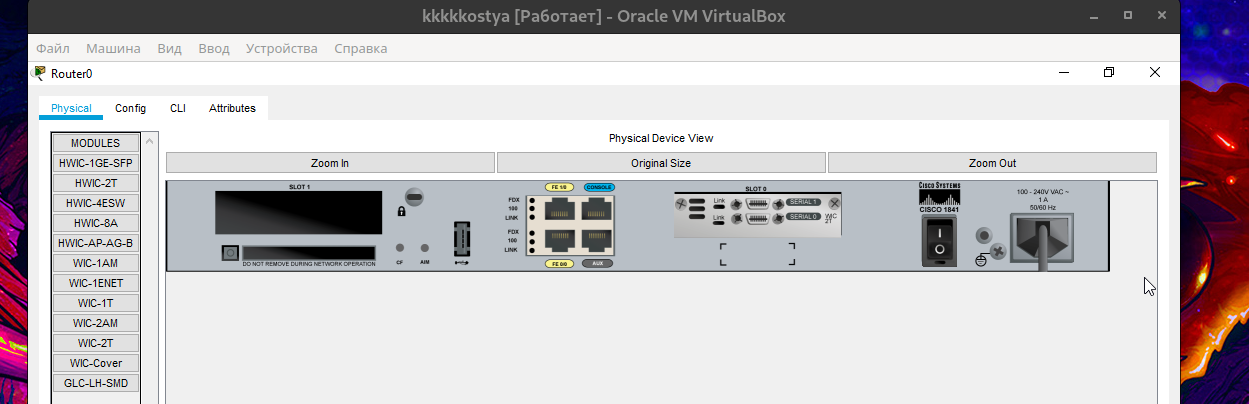 kkkkkostya [Работает] - Oracle VM VirtualBox
Файл Машина Вид Ввод Устройства Справка
Router0
Physical Config CLI Attributes
MODULES
HWIC-1GE-SFP
HWIC-2T
HWIC-4ESW
HWIC-8A
HWIC-AP-AG-B
WIC-1AM
WIC-1ENET
WIC-1T
WIC-2AM
WIC-2T
WIC-Cover
GLC-LH-SMD
Physical Device View
Zoom In Original Size Zoom Out
SLOT 1
DO NOT REMOVE DURING NETWORK OPERATION
CF AIM
FE 1/0 CONSOLE
FDX
100
LINK
FDX
100
LINK
FE 0/0 AUX
SLOT 0
Link SERIAL 1
Link SERIAL 0 WIC
2T
CISCO SYSTEMS
CISCO 1841
I
O
100 - 240V VAC ~
1 A
50/60 Hz